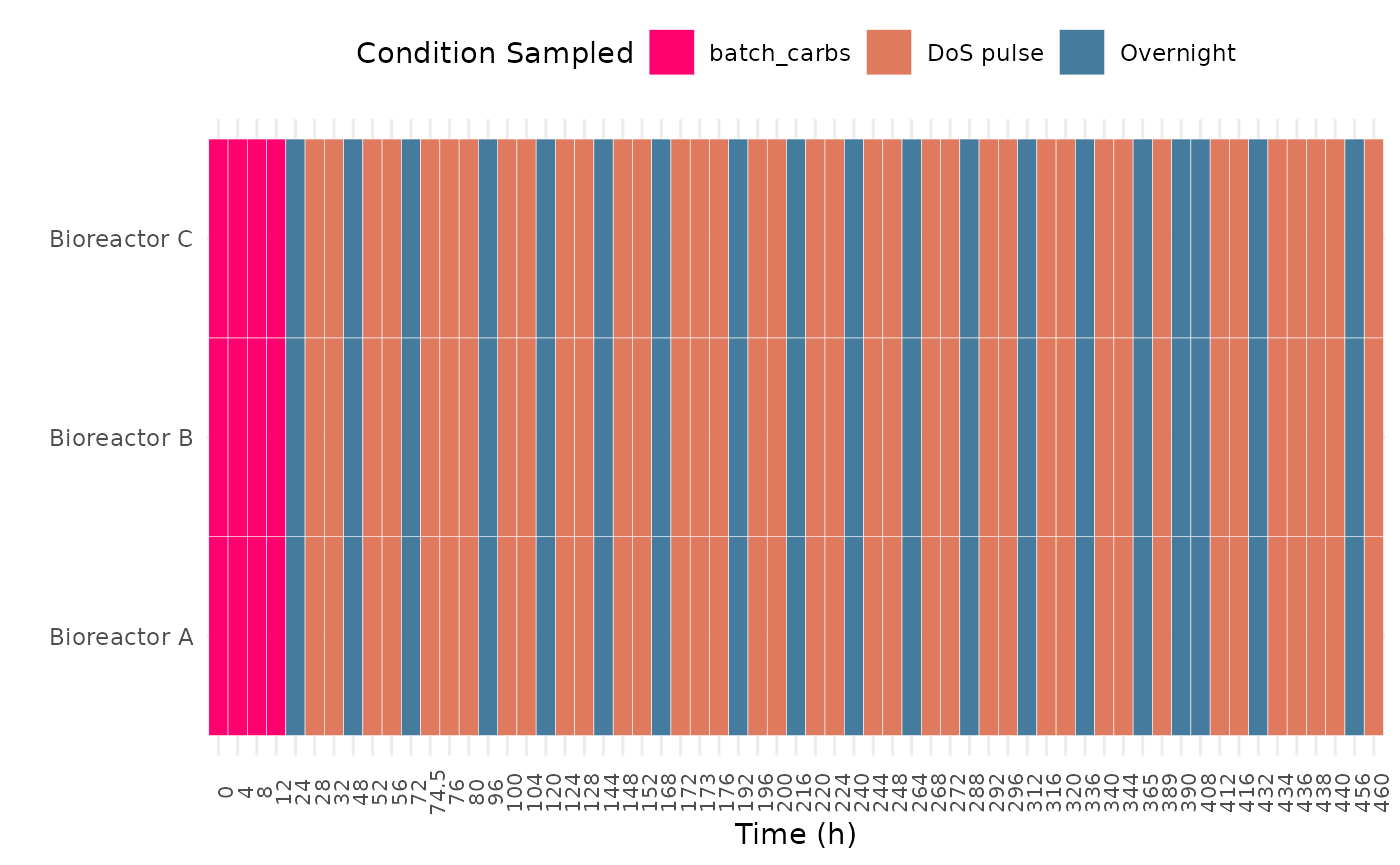 Condition Sampled batch_carbs DoS pulse Overnight
Bioreactor C
Bioreactor B
Bioreactor A
0 4 8 12 24 28 32 48 52 56 72 74.5 76 80 96 100 104 120 124 128 144 148 152 168 172 173 176 192 196 200 216 220 224 240 244 248 264 268 272 288 292 296 312 316 320 336 340 344 365 389 390 408 412 416 432 434 436 438 440 456 460
Time (h)